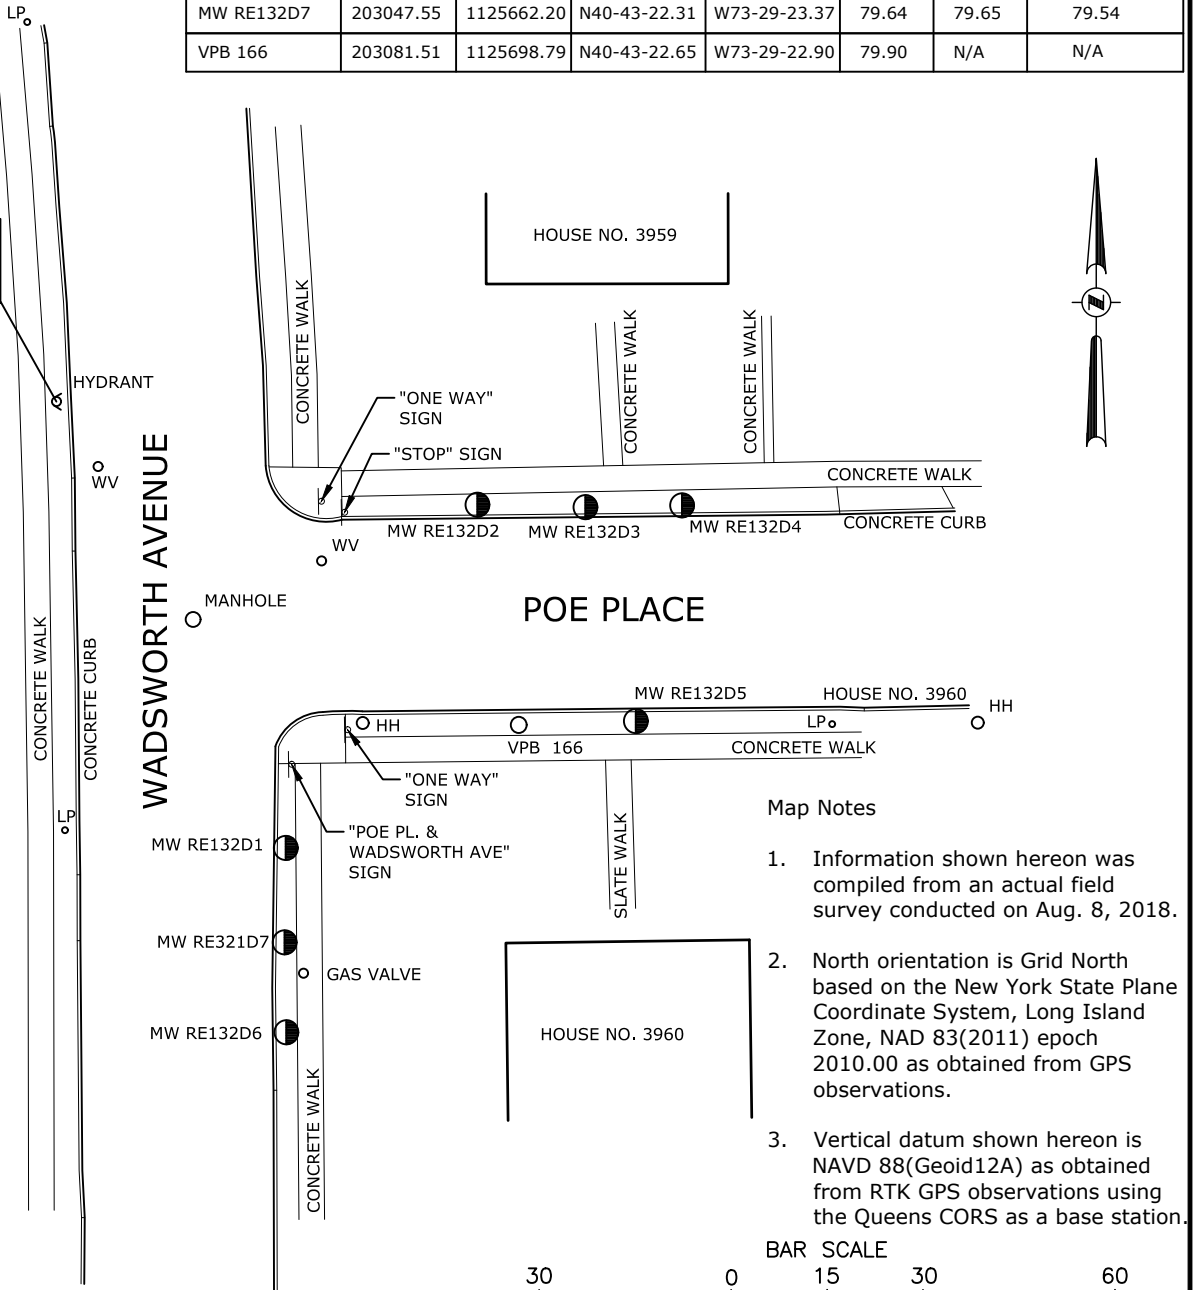 LP
MW RE132D7 203047.55 1125662.20 N40-43-22.31 W73-29-23.37 79.64 79.65 79.54
VPB 166 203081.51 1125698.79 N40-43-22.65 W73-29-22.90 79.90 N/A N/A
HOUSE NO. 3959
CONCRETE WALK
CONCRETE WALK
CONCRETE WALK
HYDRANT
"ONE WAY"
SIGN
"STOP" SIGN
WV
CONCRETE WALK
MW RE132D2
MW RE132D3
MW RE132D4
CONCRETE CURB
WV
WADSWORTH AVENUE
MANHOLE
POE PLACE
CONCRETE WALK
CONCRETE CURB
MW RE132D5
HOUSE NO. 3960
HH
HH
LP
VPB 166
CONCRETE WALK
"ONE WAY"
SIGN
LP
"POE PL. &
WADSWORTH AVE"
SIGN
MW RE132D1
SLATE WALK
MW RE321D7
GAS VALVE
MW RE132D6
HOUSE NO. 3960
CONCRETE WALK
Map Notes
1. Information shown hereon was
compiled from an actual field
survey conducted on Aug. 8, 2018.
2. North orientation is Grid North
based on the New York State Plane
Coordinate System, Long Island
Zone, NAD 83(2011) epoch
2010.00 as obtained from GPS
observations.
3. Vertical datum shown hereon is
NAVD 88(Geoid12A) as obtained
from RTK GPS observations using
the Queens CORS as a base station.
BAR SCALE
30 0 15 30 60
N